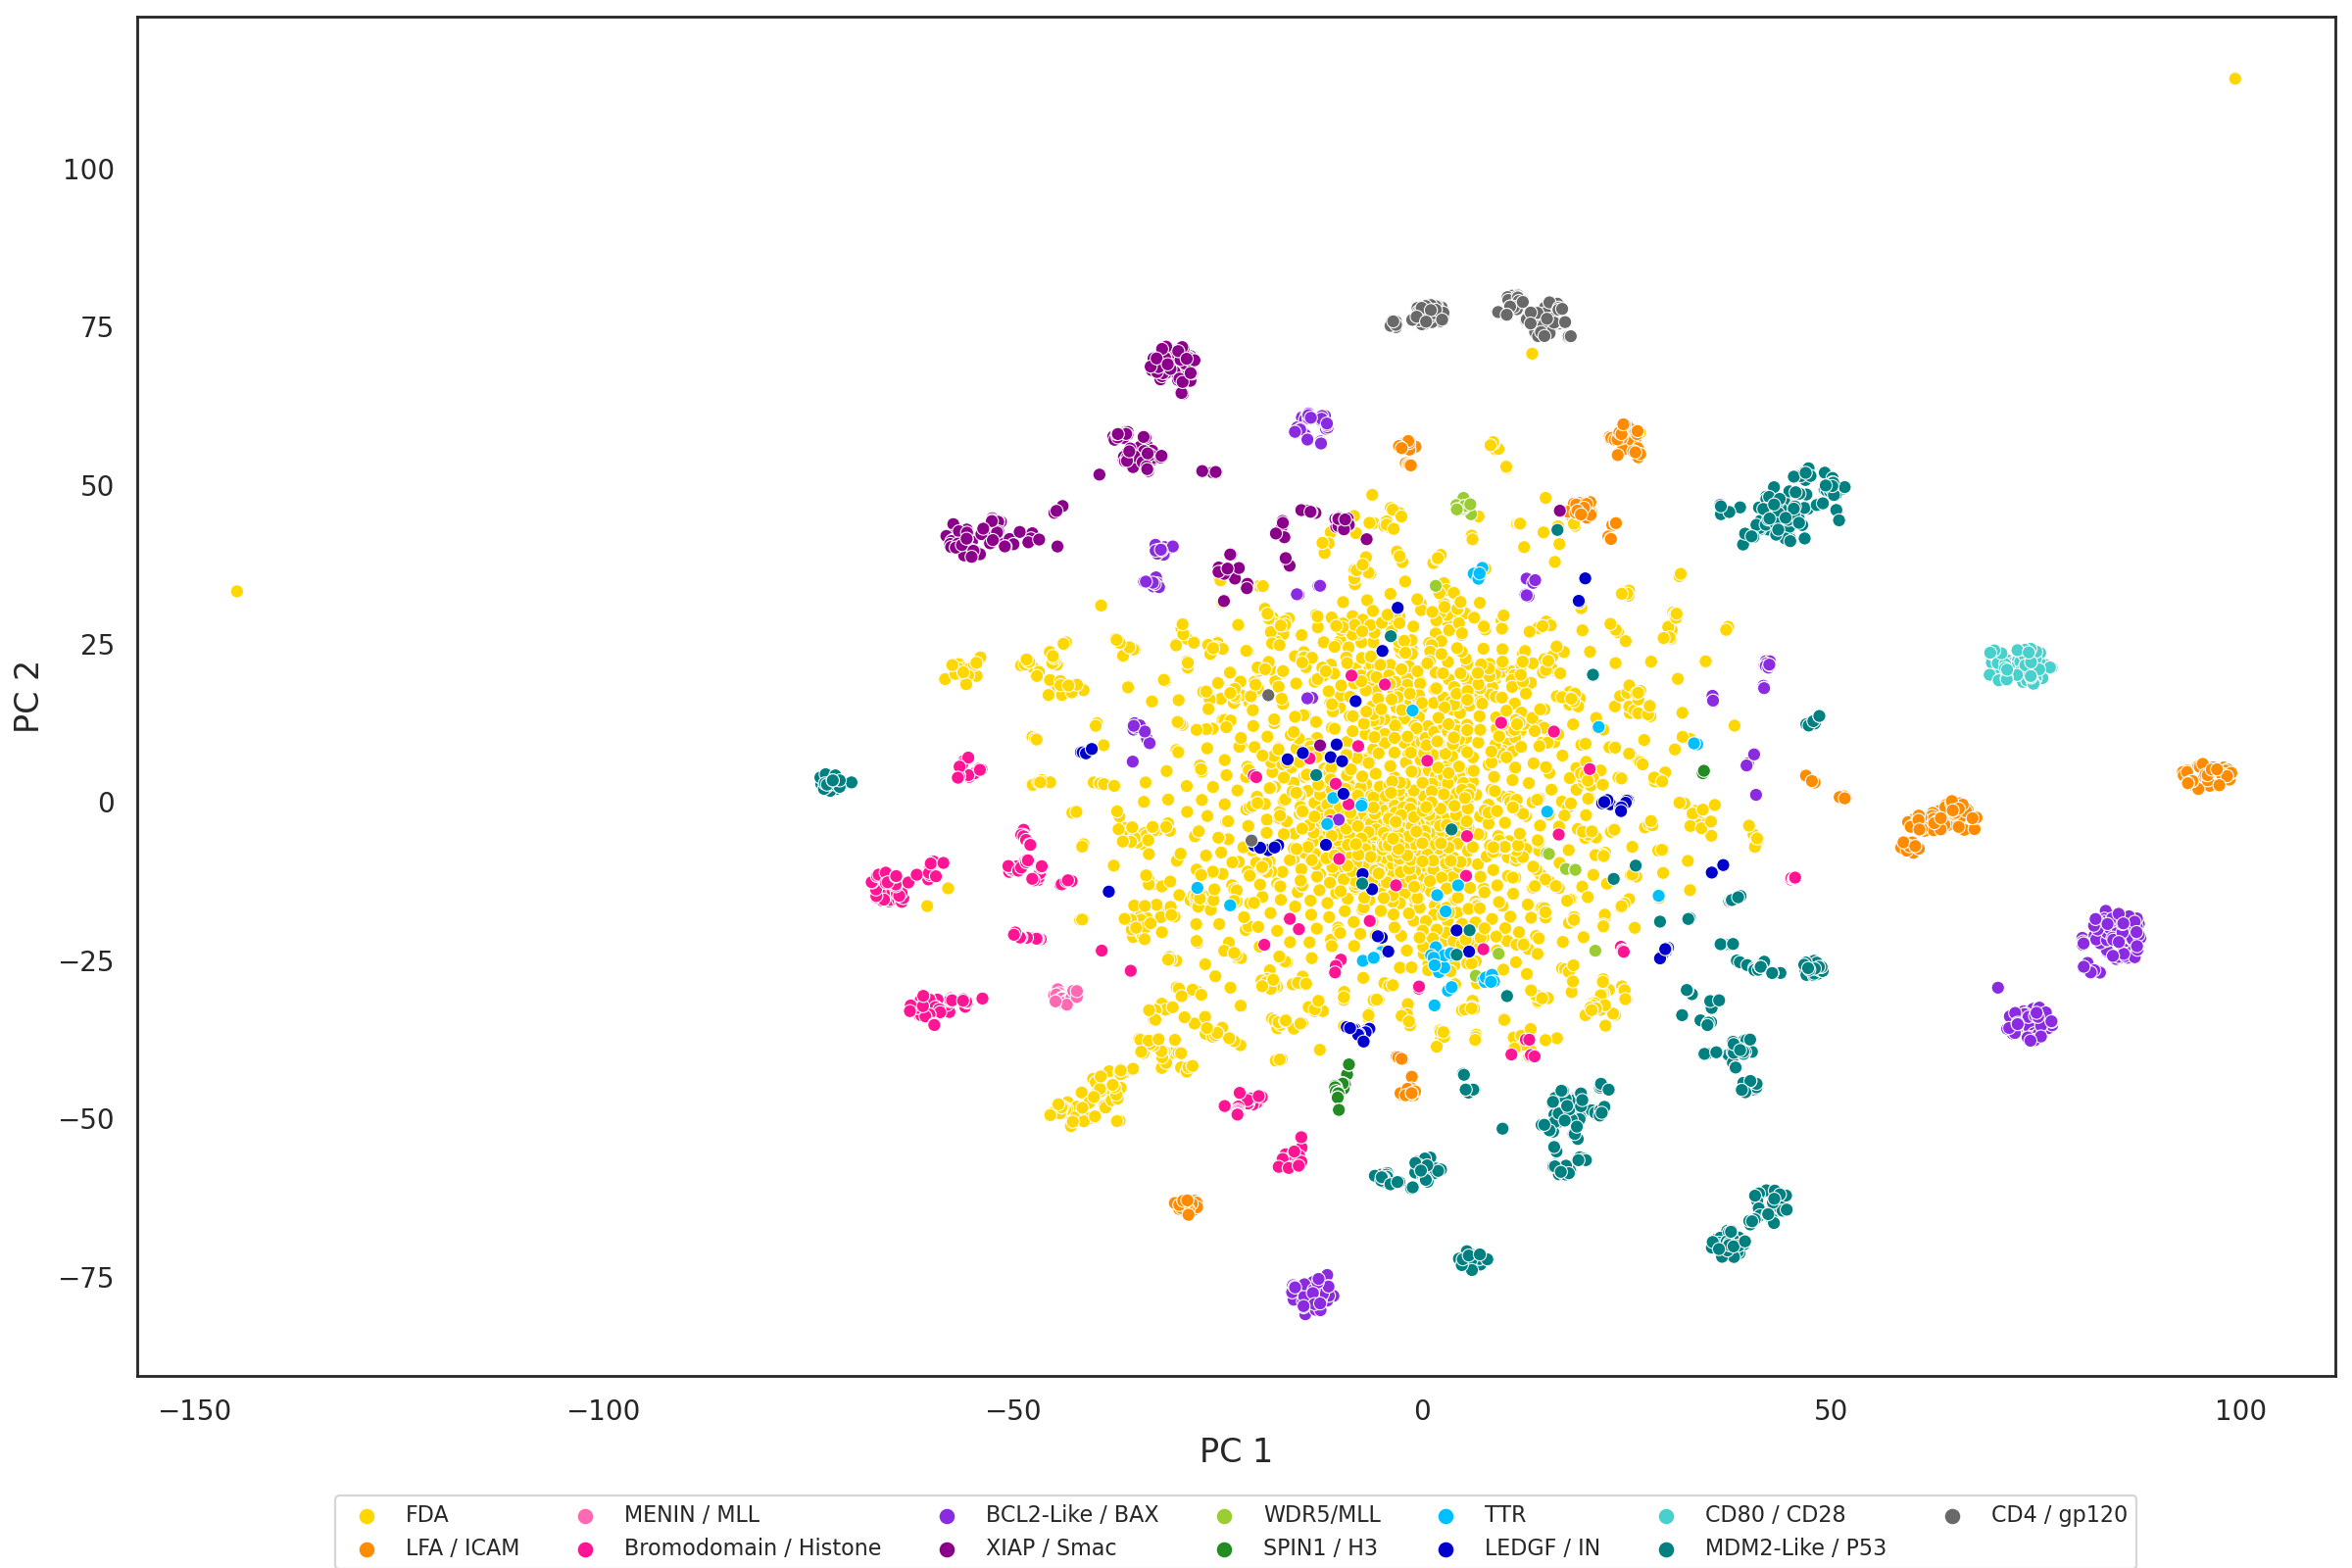 100
75
50
25
0
−25
−50
−75
PC 2
−150
−100
−50
0
50
100
PC 1
FDA
MENIN / MLL
BCL2-Like / BAX
WDR5/MLL
TTR
CD80 / CD28
CD4 / gp120
LFA / ICAM
Bromodomain / Histone
XIAP / Smac
SPIN1 / H3
LEDGF / IN
MDM2-Like / P53